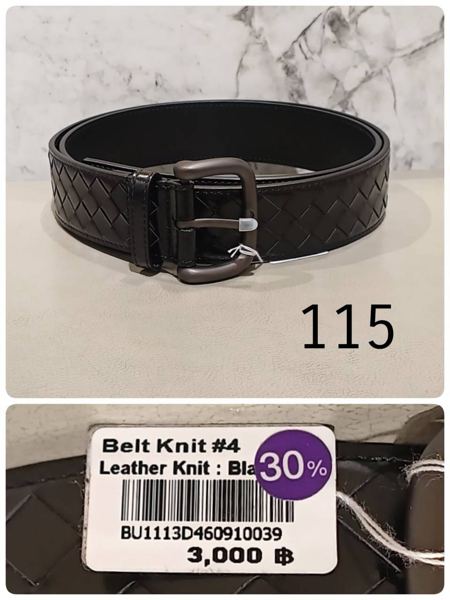 115
Belt Knit #4
Leather Knit : Bla
30%
BU1113D460910039
3,000 ฿